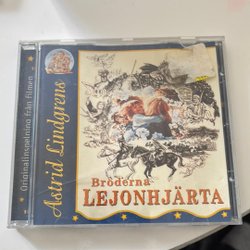 Originalinspelning från filmen
Astrid Lindgrens
Bröderna
LEJONHJÄRTA